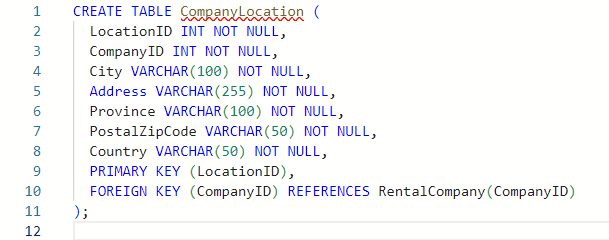 1 CREATE TABLE CompanyLocation (
2 LocationID INT NOT NULL,
3 CompanyID INT NOT NULL,
4 City VARCHAR(100) NOT NULL,
5 Address VARCHAR(255) NOT NULL,
6 Province VARCHAR(100) NOT NULL,
7 PostalZipCode VARCHAR(50) NOT NULL,
8 Country VARCHAR(50) NOT NULL,
9 PRIMARY KEY (LocationID),
10 FOREIGN KEY (CompanyID) REFERENCES RentalCompany(CompanyID)
11 );
12